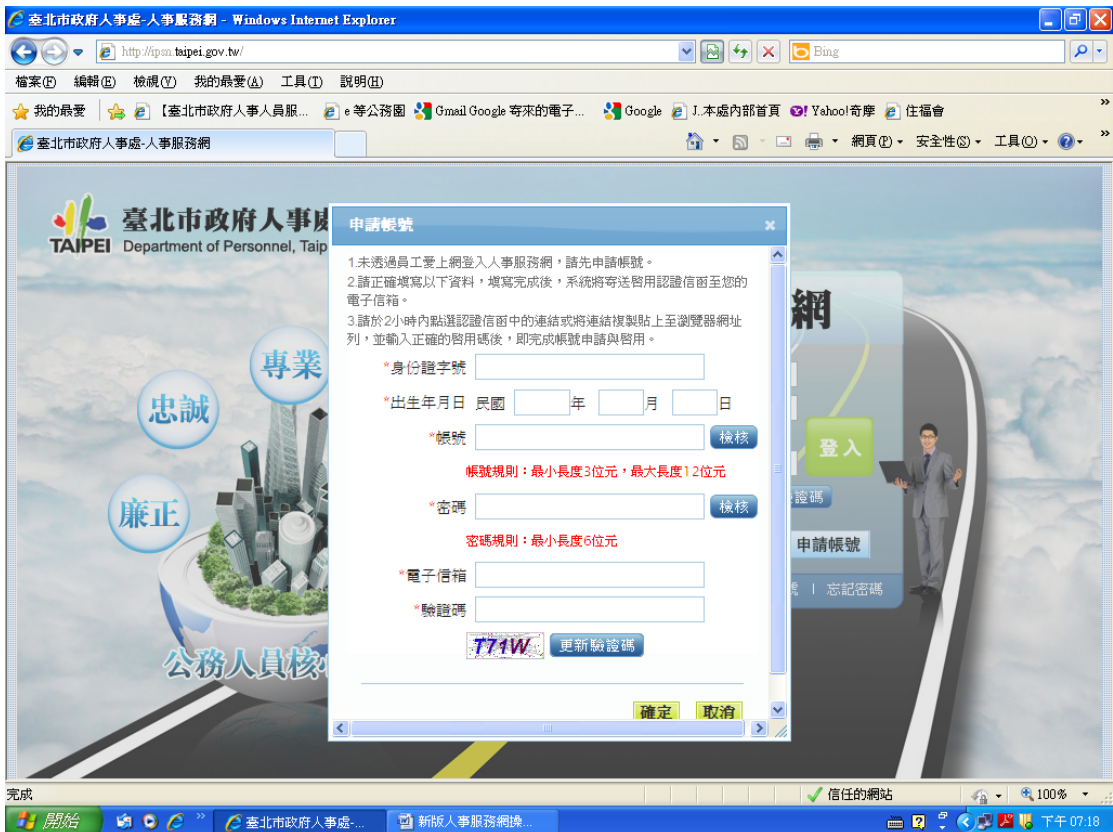 臺北市政府人事處-人事服務網 - Windows Internet Explorer
http://ipsn.taipei.gov.tw/
Bing
檔案(F) 編輯(E) 檢視(V) 我的最愛(A) 工具(T) 說明(H)
我的最愛 【臺北市政府人事人員服... e 等公務園 Gmail Google 寄來的電子... Google J.本處內部首頁 Yahoo!奇摩 住福會 »
臺北市政府人事處-人事服務網 網頁(P) 安全性(S) 工具(O) »
臺北市政府人事處
TAIPEI Department of Personnel, Taip
專業
忠誠
廉正
公務人員核心
申請帳號 ×
1.未透過員工愛上網登入人事服務網，請先申請帳號。
2.請正確填寫以下資料，填寫完成後，系統將寄送啓用認證信函至您的
電子信箱。
3.請於2小時內點選認證信函中的連結或將連結複製貼上至瀏覽器網址
列，並輸入正確的啓用碼後，即完成帳號申請與啓用。
*身份證字號
*出生年月日 民國 年 月 日
*帳號 檢核
帳號規則：最小長度3位元，最大長度12位元
*密碼 檢核
密碼規則：最小長度6位元
*電子信箱
*驗證碼
T71W 更新驗證碼
確定 取消
網
登入
證碼
申請帳號
號 | 忘記密碼
完成 信任的網站 100%
開始 » 臺北市政府人事處-... 新版人事服務網換... 下午 07:18